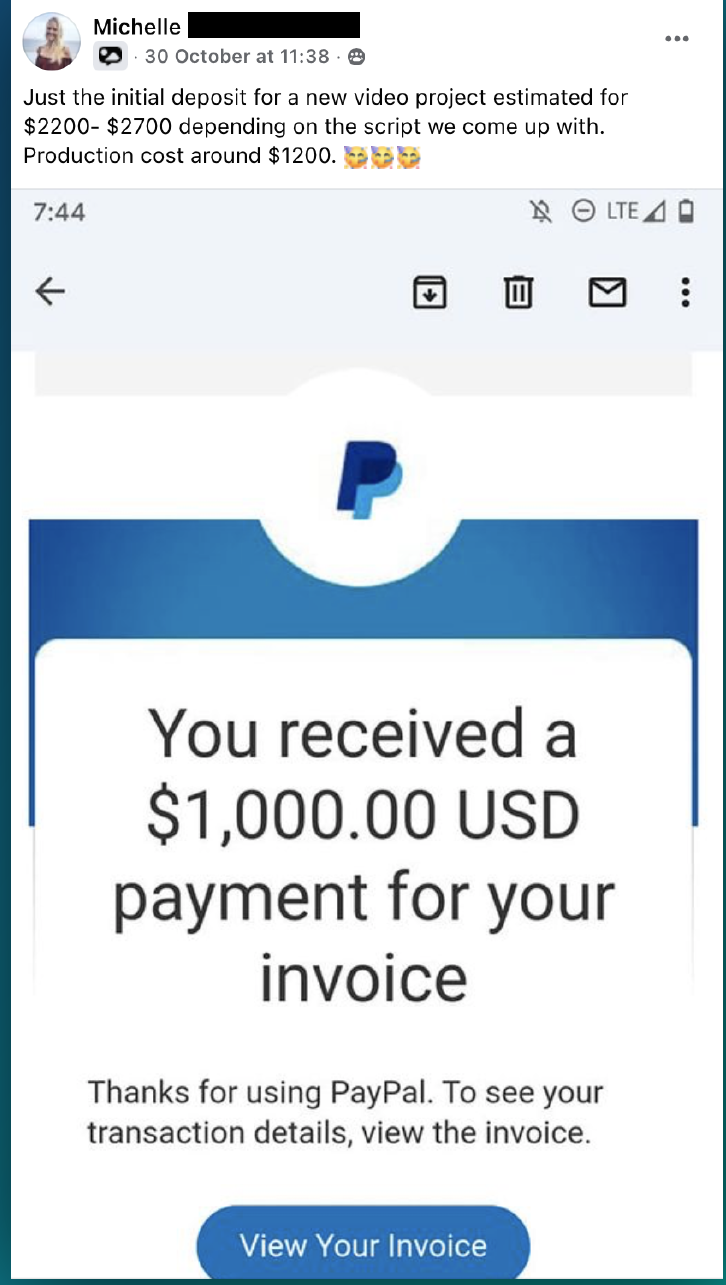 Michelle
30 October at 11:38
Just the initial deposit for a new video project estimated for
$2200- $2700 depending on the script we come up with.
Production cost around $1200. 🥳🥳🥳
7:44
LTE
You received a
$1,000.00 USD
payment for your
invoice
Thanks for using PayPal. To see your
transaction details, view the invoice.
View Your Invoice